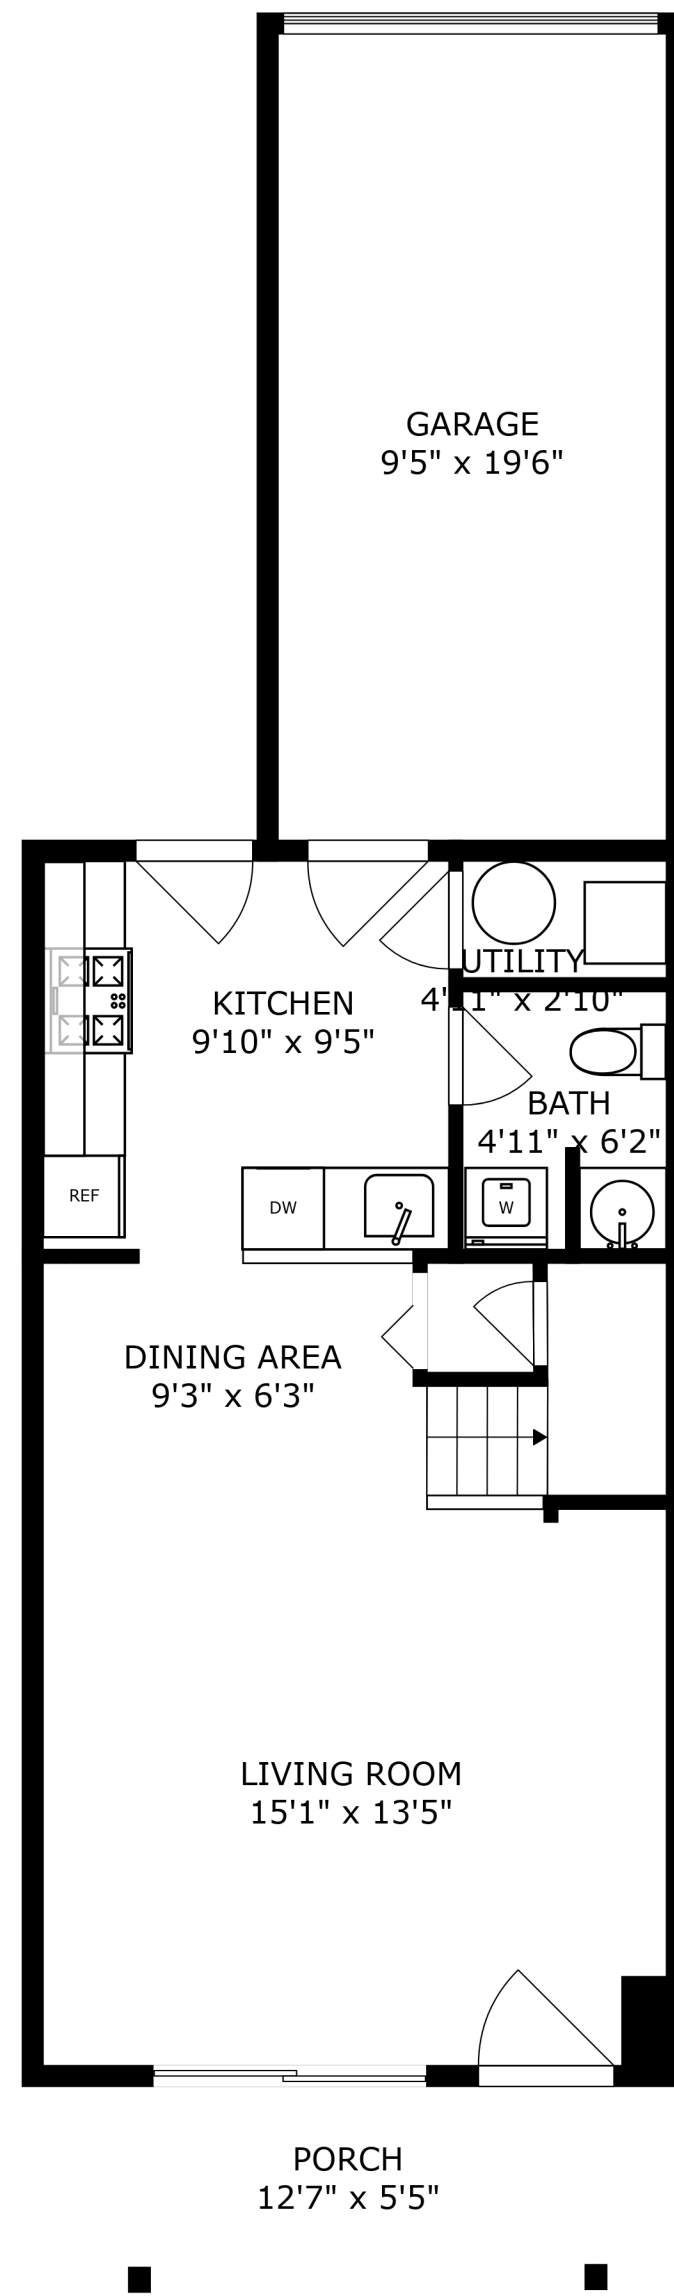 GARAGE
9'5" x 19'6"
UTILITY
4'11" x 2'10"
KITCHEN
9'10" x 9'5"
BATH
4'11" x 6'2"
REF
DW
W
DINING AREA
9'3" x 6'3"
LIVING ROOM
15'1" x 13'5"
PORCH
12'7" x 5'5"